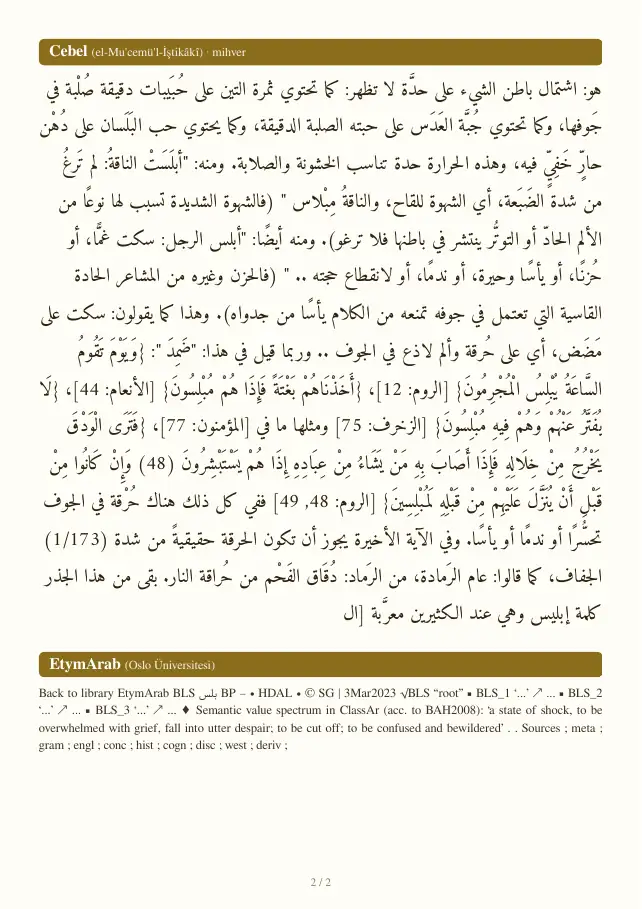 Cebel (el-Mu'cemü'l-İştikâkî) · mihver
هو: اشتمال باطن الشيء على حدَّة لا تظهر: كما تحتوي ثمرة التين على حُبَيبات دقيقة صُلْبة في
جَوفها، وكما تحتوي جُبَّة العَدَس على حبته الصلبة الدقيقة، وكما يحتوي حب البَلَسان على دُهْن
حارٍّ خَفِيٍّ فيه، وهذه الحرارة حدة تناسب الخشونة والصلابة. ومنه: "أبلَسَتْ الناقةُ: لم تَرغُ
من شدة الضَبَعة، أي الشهوة للقاح، والناقةُ مِبْلاس " (فالشهوة الشديدة تسبب لها نوعًا من
الألم الحادّ أو التوتُّر ينتشر في باطنها فلا ترغو). ومنه أيضًا: "أبلس الرجل: سكت غمًّا، أو
حُزنًا، أو يأسًا وحيرة، أو ندمًا، أو لانقطاع حجته .. " (فالحزن وغيره من المشاعر الحادة
القاسية التي تعتمل في جوفه تمنعه من الكلام يأسًا من جدواه). وهذا كما يقولون: سكت على
مَضَض، أي على حُرقة وألم لاذع في الجوف .. وربما قيل في هذا: "ضَمِدَ ": {وَيَوْمَ تَقُومُ
السَّاعَةُ يُبْلِسُ الْمُجْرِمُونَ} [الروم: 12]، {أَخَذْنَاهُمْ بَغْتَةً فَإِذَا هُمْ مُبْلِسُونَ} [الأنعام: 44]، {لَا
يُفَتَّرُ عَنْهُمْ وَهُمْ فِيهِ مُبْلِسُونَ} [الزخرف: 75] ومثلها ما في [المؤمنون: 77]، {فَتَرَى الْوَدْقَ
يَخْرُجُ مِنْ خِلَالِهِ فَإِذَا أَصَابَ بِهِ مَنْ يَشَاءُ مِنْ عِبَادِهِ إِذَا هُمْ يَسْتَبْشِرُونَ (48) وَإِنْ كَانُوا مِنْ
قَبْلِ أَنْ يُنَزَّلَ عَلَيْهِمْ مِنْ قَبْلِهِ لَمُبْلِسِينَ} [الروم: 48, 49] ففي كل ذلك هناك حُرْقة في الجوف
تحسُّرًا أو ندمًا أو يأسًا. وفي الآية الأخيرة يجوز أن تكون الحرقة حقيقيةً من شدة (1/173)
الجفاف، كما قالوا: عام الرَمادة، من الرَماد: دُقَاق الفَحْم من حُراقة النار. بقى من هذا الجذر
كلمة إبليس وهي عند الكثيرين معرَّبة [ال
EtymArab (Oslo Üniversitesi)
Back to library EtymArab BLS بلس BP – • HDAL • © SG | 3Mar2023 √BLS “root” ▪ BLS_1 ‘...’ ↗ ... ▪ BLS_2
‘...’ ↗ ... ▪ BLS_3 ‘...’ ↗ ... ♦ Semantic value spectrum in ClassAr (acc. to BAH2008): ‘a state of shock, to be
overwhelmed with grief, fall into utter despair; to be cut off; to be confused and bewildered’ . . Sources ; meta ;
gram ; engl ; conc ; hist ; cogn ; disc ; west ; deriv ;
2 / 2